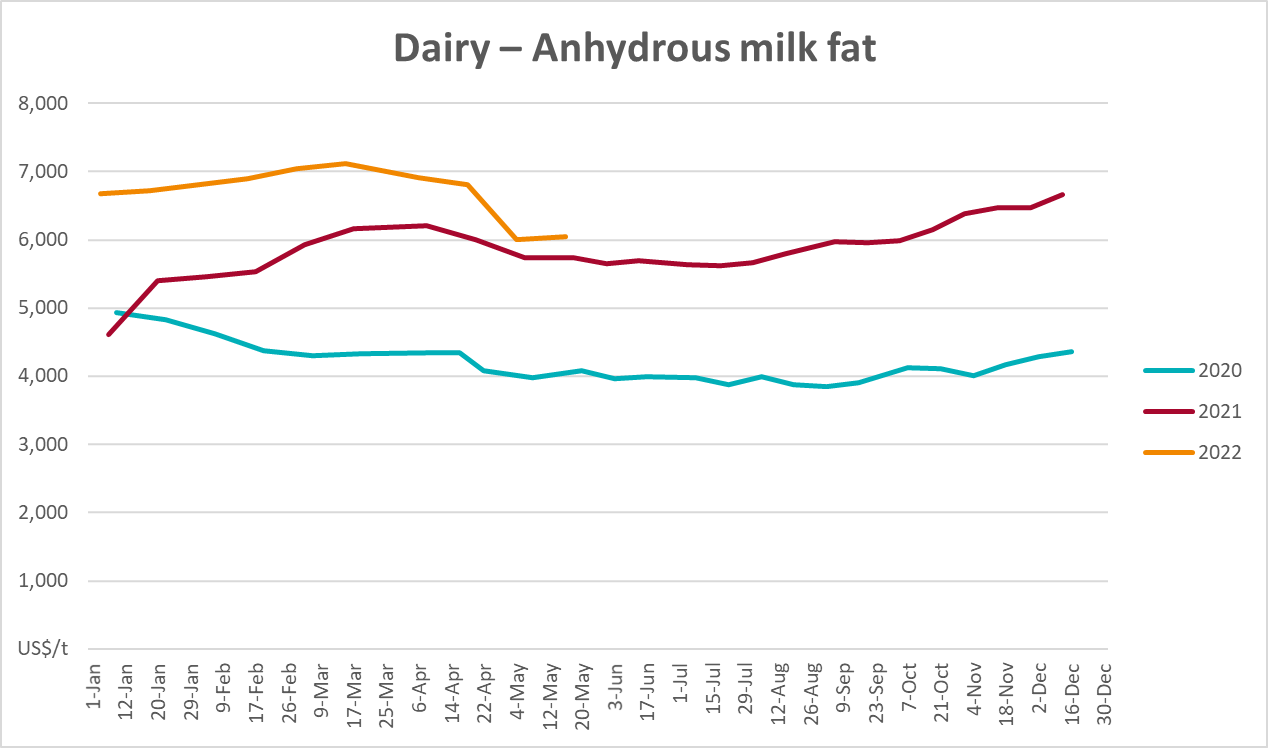 Dairy – Anhydrous milk fat
8,000
7,000
6,000
5,000
4,000
3,000
2,000
1,000
US$/t
1-Jan
12-Jan
20-Jan
29-Jan
9-Feb
17-Feb
26-Feb
9-Mar
17-Mar
25-Mar
6-Apr
14-Apr
22-Apr
4-May
12-May
20-May
3-Jun
17-Jun
1-Jul
15-Jul
29-Jul
12-Aug
26-Aug
9-Sep
23-Sep
7-Oct
21-Oct
4-Nov
18-Nov
2-Dec
16-Dec
30-Dec
2020
2021
2022